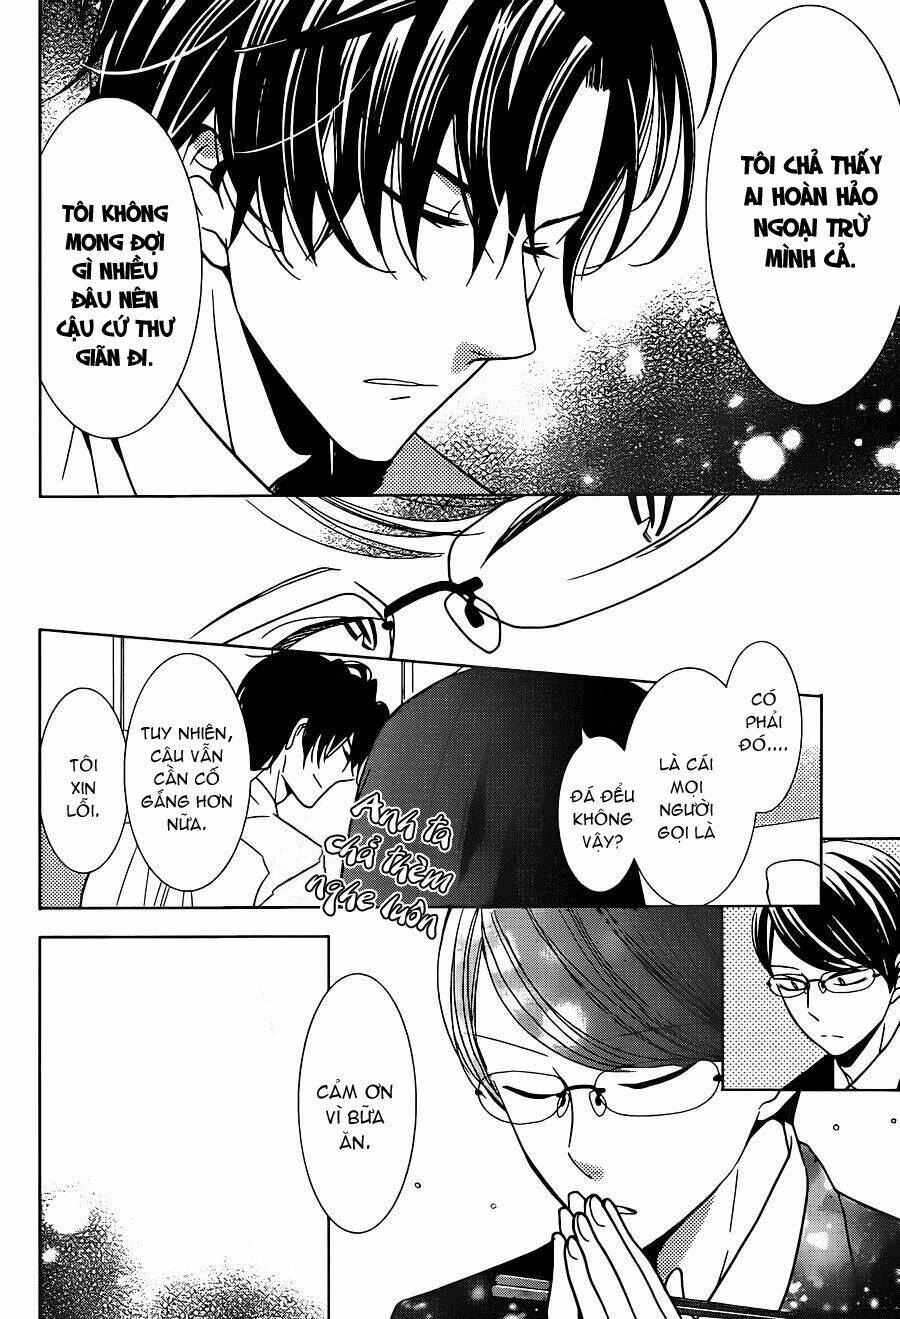 TÔI CHẢ THẤY
AI HOÀN HẢO
NGOẠI TRỪ
MÌNH CẢ.
TÔI KHÔNG
MONG ĐỢI
GÌ NHIỀU
ĐÂU NÊN
CẬU CỨ THƯ
GIÃN ĐI.
CÓ
PHẢI
ĐÓ....
LÀ CÁI
MỌI
NGƯỜI
GỌI LÀ
ĐÁ ĐỂU
KHÔNG
VẬY?
Anh ta
chẳ thèm
nghe luôn
TUY NHIÊN,
CẬU VẪN
CẦN CỐ
GẮNG HƠN
NỮA.
TÔI
XIN
LỖI.
CẢM ƠN
VÌ BỮA
ĂN.